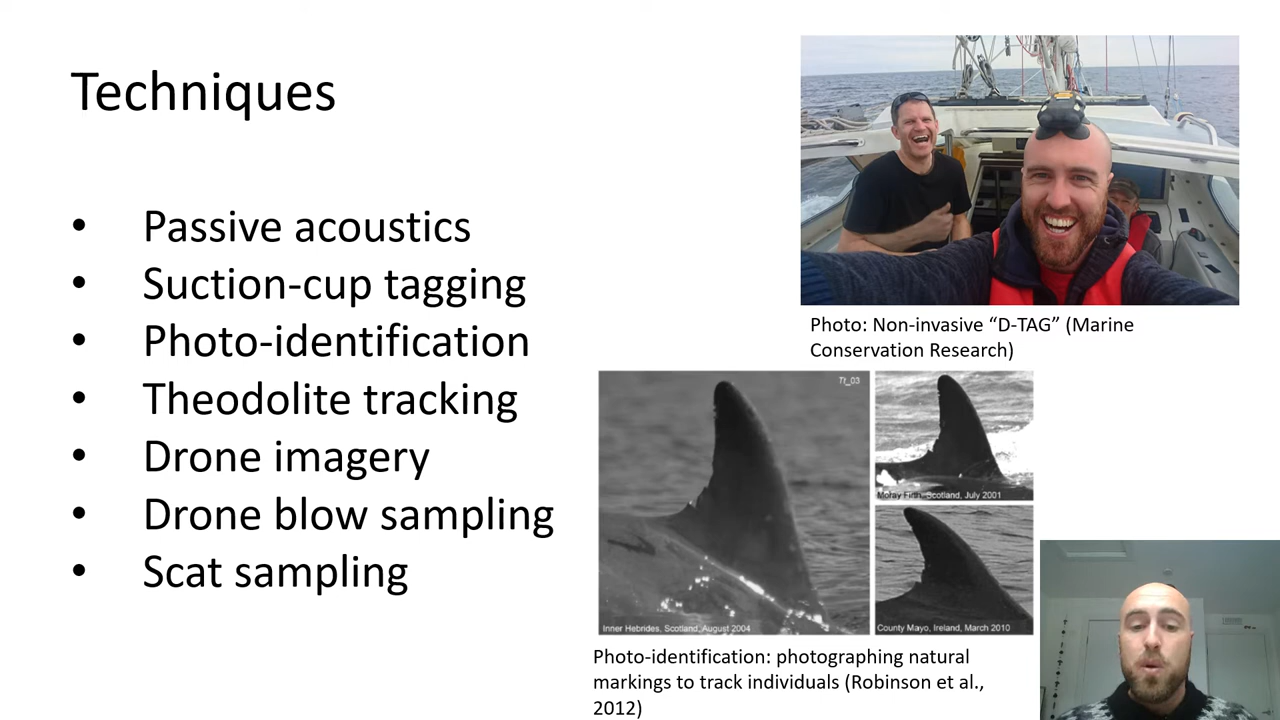 Techniques
• Passive acoustics
• Suction-cup tagging
• Photo-identification
• Theodolite tracking
• Drone imagery
• Drone blow sampling
• Scat sampling
Photo: Non-invasive “D-TAG” (Marine
Conservation Research)
Tt_03
Inner Hebrides, Scotland, August 2004
Moray Firth, Scotland, July 2001
County Mayo, Ireland, March 2010
Photo-identification: photographing natural
markings to track individuals (Robinson et al.,
2012)